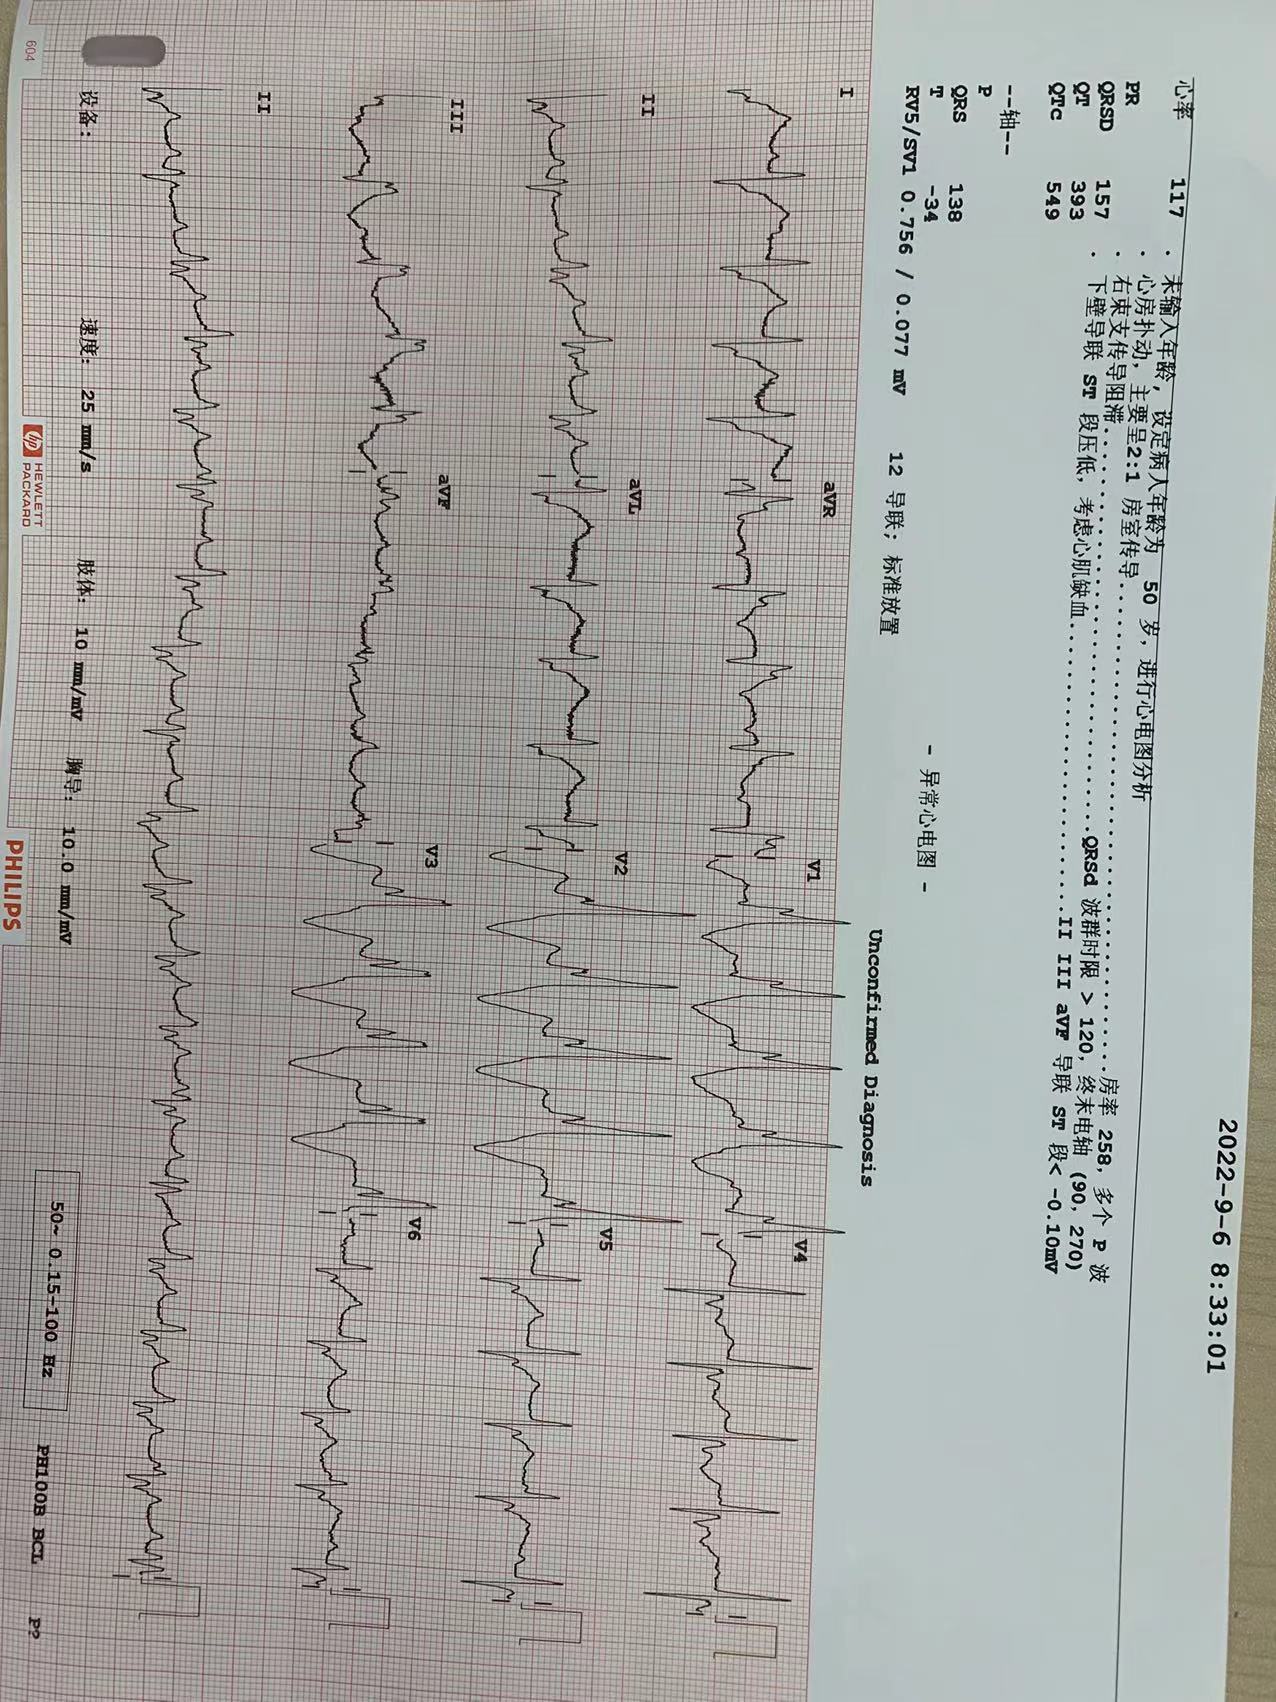 2022-9-6 8:33:01
心率 117 . 未输入年龄, 设定病人年龄为 50 岁, 进行心电图分析
. 心房扑动, 主要呈2:1 房室传导..............................房率 258, 多个 P 波
PR . 右束支传导阻滞..............................QRSd 波群时限 > 120, 终末电轴 (90, 270)
QRSD 157 . 下壁导联 ST 段压低, 考虑心肌缺血..............................II III aVF 导联 ST 段< -0.10mV
QT 393
QTc 549
--轴--
P
QRS 138
T -34
- 异常心电图 -
RV5/SV1 0.756 / 0.077 mV 12 导联; 标准放置
Unconfirmed Diagnosis
I aVR V1 V4
II aVL V2 V5
III aVF V3 V6
II
设备: 速度: 25 mm/s 肢体: 10 mm/mV 胸导: 10.0 mm/mV 50~ 0.15-100 Hz PH100B BCL P?
604 hp HEWLETT PACKARD PHILIPS